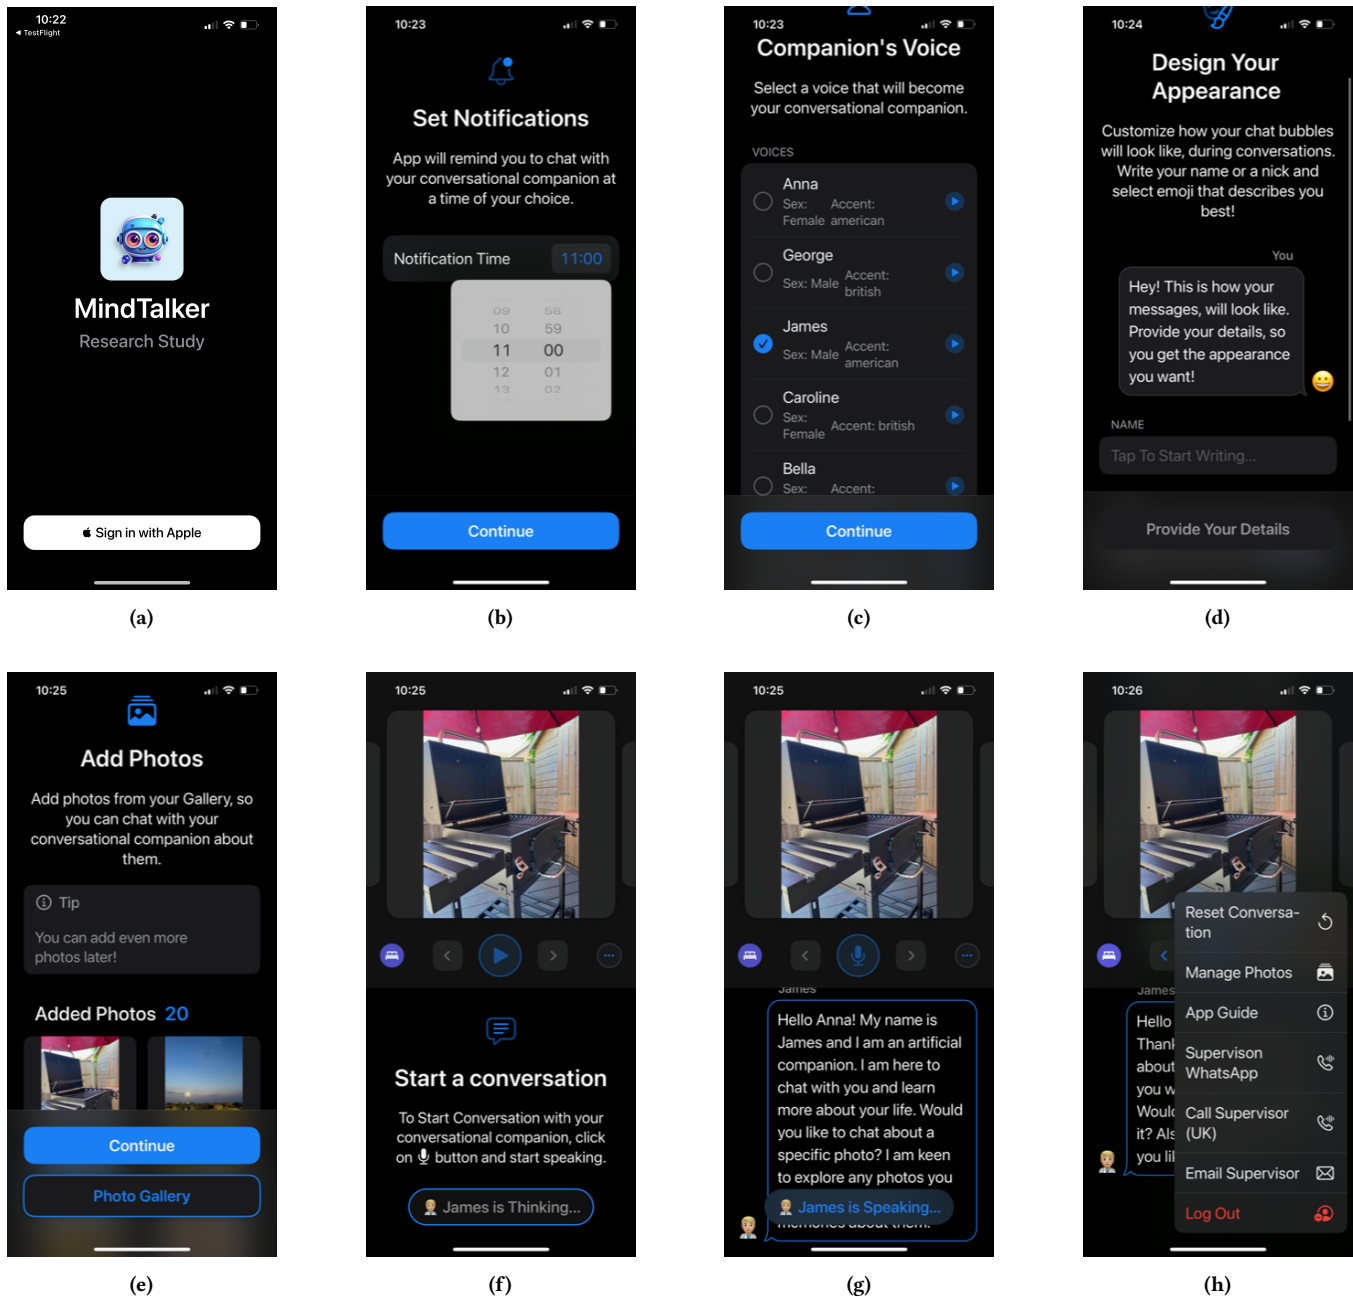 10:22
◀ TestFlight
MindTalker
Research Study
Sign in with Apple
(a)
10:23
Set Notifications
App will remind you to chat with
your conversational companion at
a time of your choice.
Notification Time 11:00
09 58
10 59
11 00
12 01
13 02
Continue
(b)
10:23
Companion's Voice
Select a voice that will become
your conversational companion.
VOICES
Anna
Sex: Accent:
Female american
George
Sex: Male Accent:
british
James
Sex: Male Accent:
american
Caroline
Sex:
Female Accent: british
Bella
Sex: Accent:
Continue
(c)
10:24
Design Your
Appearance
Customize how your chat bubbles
will look like, during conversations.
Write your name or a nick and
select emoji that describes you
best!
You
Hey! This is how your
messages, will look like.
Provide your details, so
you get the appearance
you want!
NAME
Tap To Start Writing...
Provide Your Details
(d)
10:25
Add Photos
Add photos from your Gallery, so
you can chat with your
conversational companion about
them.
Tip
You can add even more
photos later!
Added Photos 20
Continue
Photo Gallery
(e)
10:25
Start a conversation
To Start Conversation with your
conversational companion, click
on button and start speaking.
James is Thinking...
(f)
10:25
James
Hello Anna! My name is
James and I am an artificial
companion. I am here to
chat with you and learn
more about your life. Would
you like to chat about a
specific photo? I am keen
to explore any photos you
James is Speaking...
memories about them.
(g)
10:26
James
Hello
Than
about
you w
Would
it? Als
you li
Reset Conversa-
tion
Manage Photos
App Guide
Supervison
WhatsApp
Call Supervisor
(UK)
Email Supervisor
Log Out
(h)